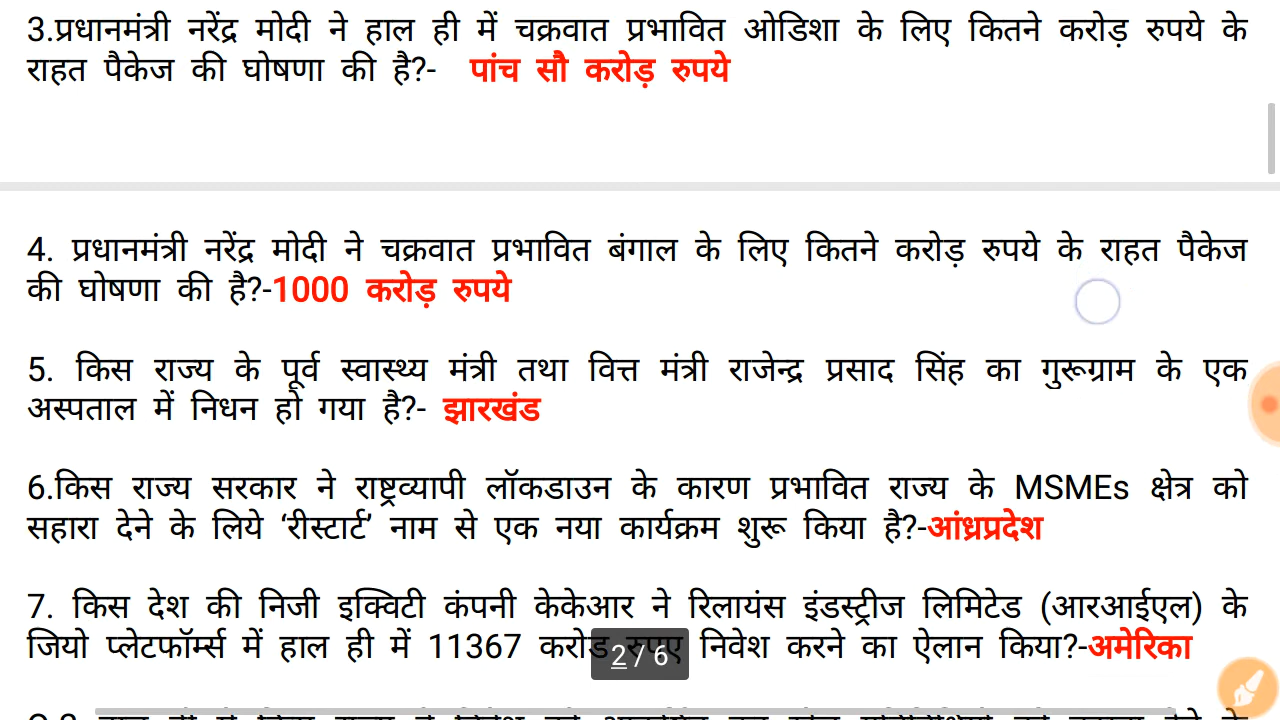 3.प्रधानमंत्री नरेंद्र मोदी ने हाल ही में चक्रवात प्रभावित ओडिशा के लिए कितने करोड़ रुपये के
राहत पैकेज की घोषणा की है?- पांच सौ करोड़ रुपये
4. प्रधानमंत्री नरेंद्र मोदी ने चक्रवात प्रभावित बंगाल के लिए कितने करोड़ रुपये के राहत पैकेज
की घोषणा की है?-1000 करोड़ रुपये
5. किस राज्य के पूर्व स्वास्थ्य मंत्री तथा वित्त मंत्री राजेन्द्र प्रसाद सिंह का गुरूग्राम के एक
अस्पताल में निधन हो गया है?- झारखंड
6.किस राज्य सरकार ने राष्ट्रव्यापी लॉकडाउन के कारण प्रभावित राज्य के MSMEs क्षेत्र को
सहारा देने के लिये ‘रीस्टार्ट’ नाम से एक नया कार्यक्रम शुरू किया है?-आंध्रप्रदेश
7. किस देश की निजी इक्विटी कंपनी केकेआर ने रिलायंस इंडस्ट्रीज लिमिटेड (आरआईएल) के
जियो प्लेटफॉर्म्स में हाल ही में 11367 करोड रुपए निवेश करने का ऐलान किया?-अमेरिका
2 / 6